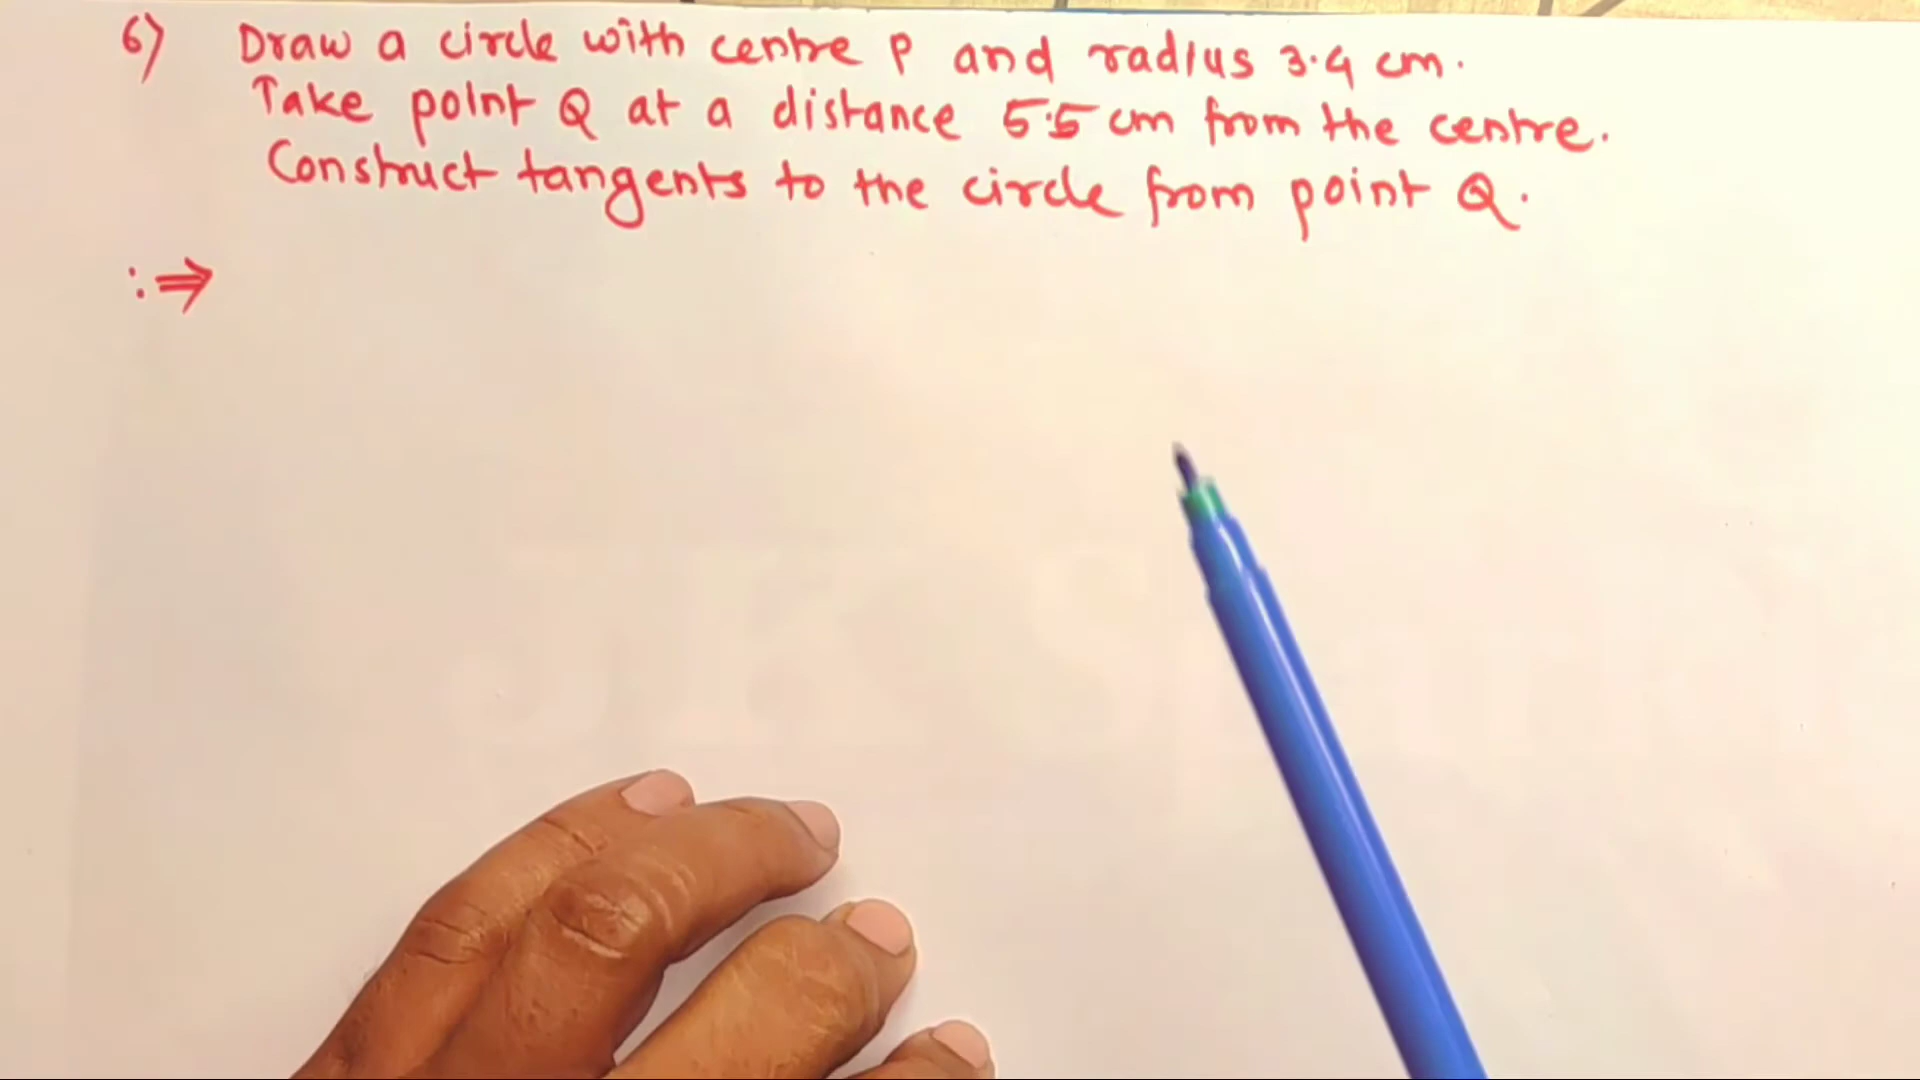 6) Draw a circle with centre P and radius 3.4 cm.
Take point Q at a distance 5.5 cm from the centre.
Construct tangents to the circle from point Q.
:⇒